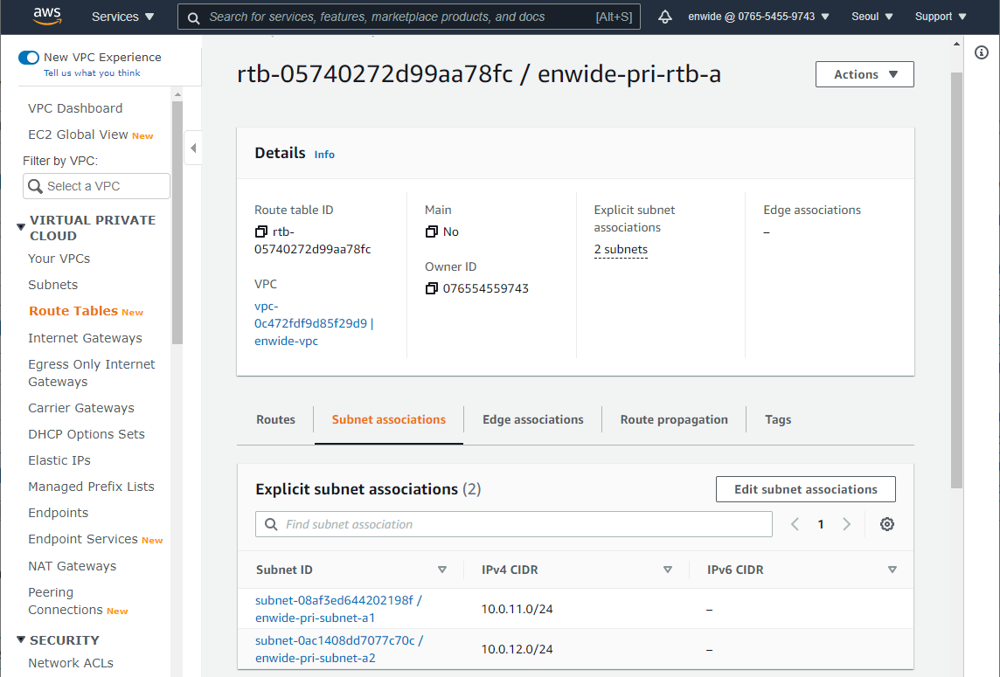 aws
Services
Search for services, features, marketplace products, and docs [Alt+S]
enwide @ 0765-5455-9743
Seoul
Support
New VPC Experience
Tell us what you think
VPC Dashboard
EC2 Global View New
Filter by VPC:
Select a VPC
VIRTUAL PRIVATE
CLOUD
Your VPCs
Subnets
Route Tables New
Internet Gateways
Egress Only Internet
Gateways
Carrier Gateways
DHCP Options Sets
Elastic IPs
Managed Prefix Lists
Endpoints
Endpoint Services New
NAT Gateways
Peering
Connections New
SECURITY
Network ACLs
rtb-05740272d99aa78fc / enwide-pri-rtb-a
Actions
Details Info
Route table ID
rtb-
05740272d99aa78fc
VPC
vpc-
0c472fdf9d85f29d9 |
enwide-vpc
Main
No
Owner ID
076554559743
Explicit subnet
associations
2 subnets
Edge associations
–
Routes
Subnet associations
Edge associations
Route propagation
Tags
Explicit subnet associations (2)
Edit subnet associations
Find subnet association
1
Subnet ID
IPv4 CIDR
IPv6 CIDR
subnet-08af3ed644202198f /
enwide-pri-subnet-a1
10.0.11.0/24
–
subnet-0ac1408dd7077c70c /
enwide-pri-subnet-a2
10.0.12.0/24
–